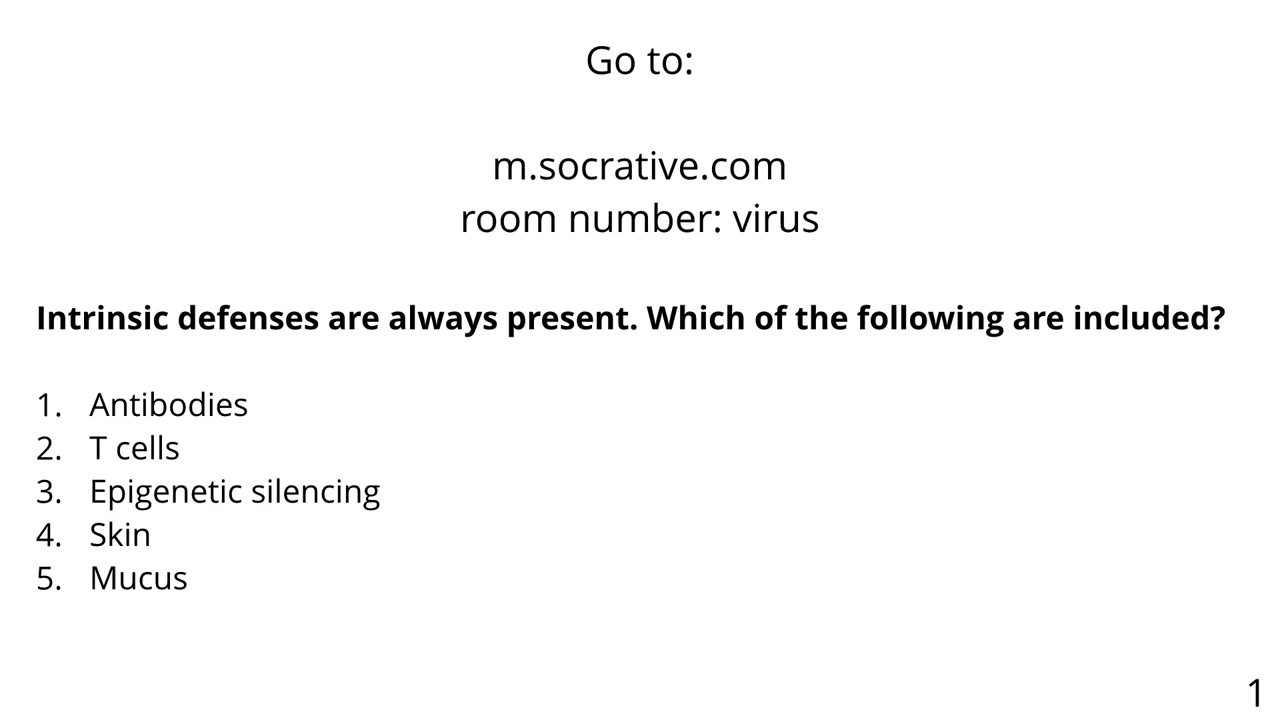 Go to:
m.socrative.com
room number: virus
Intrinsic defenses are always present. Which of the following are included?
1. Antibodies
2. T cells
3. Epigenetic silencing
4. Skin
5. Mucus
1